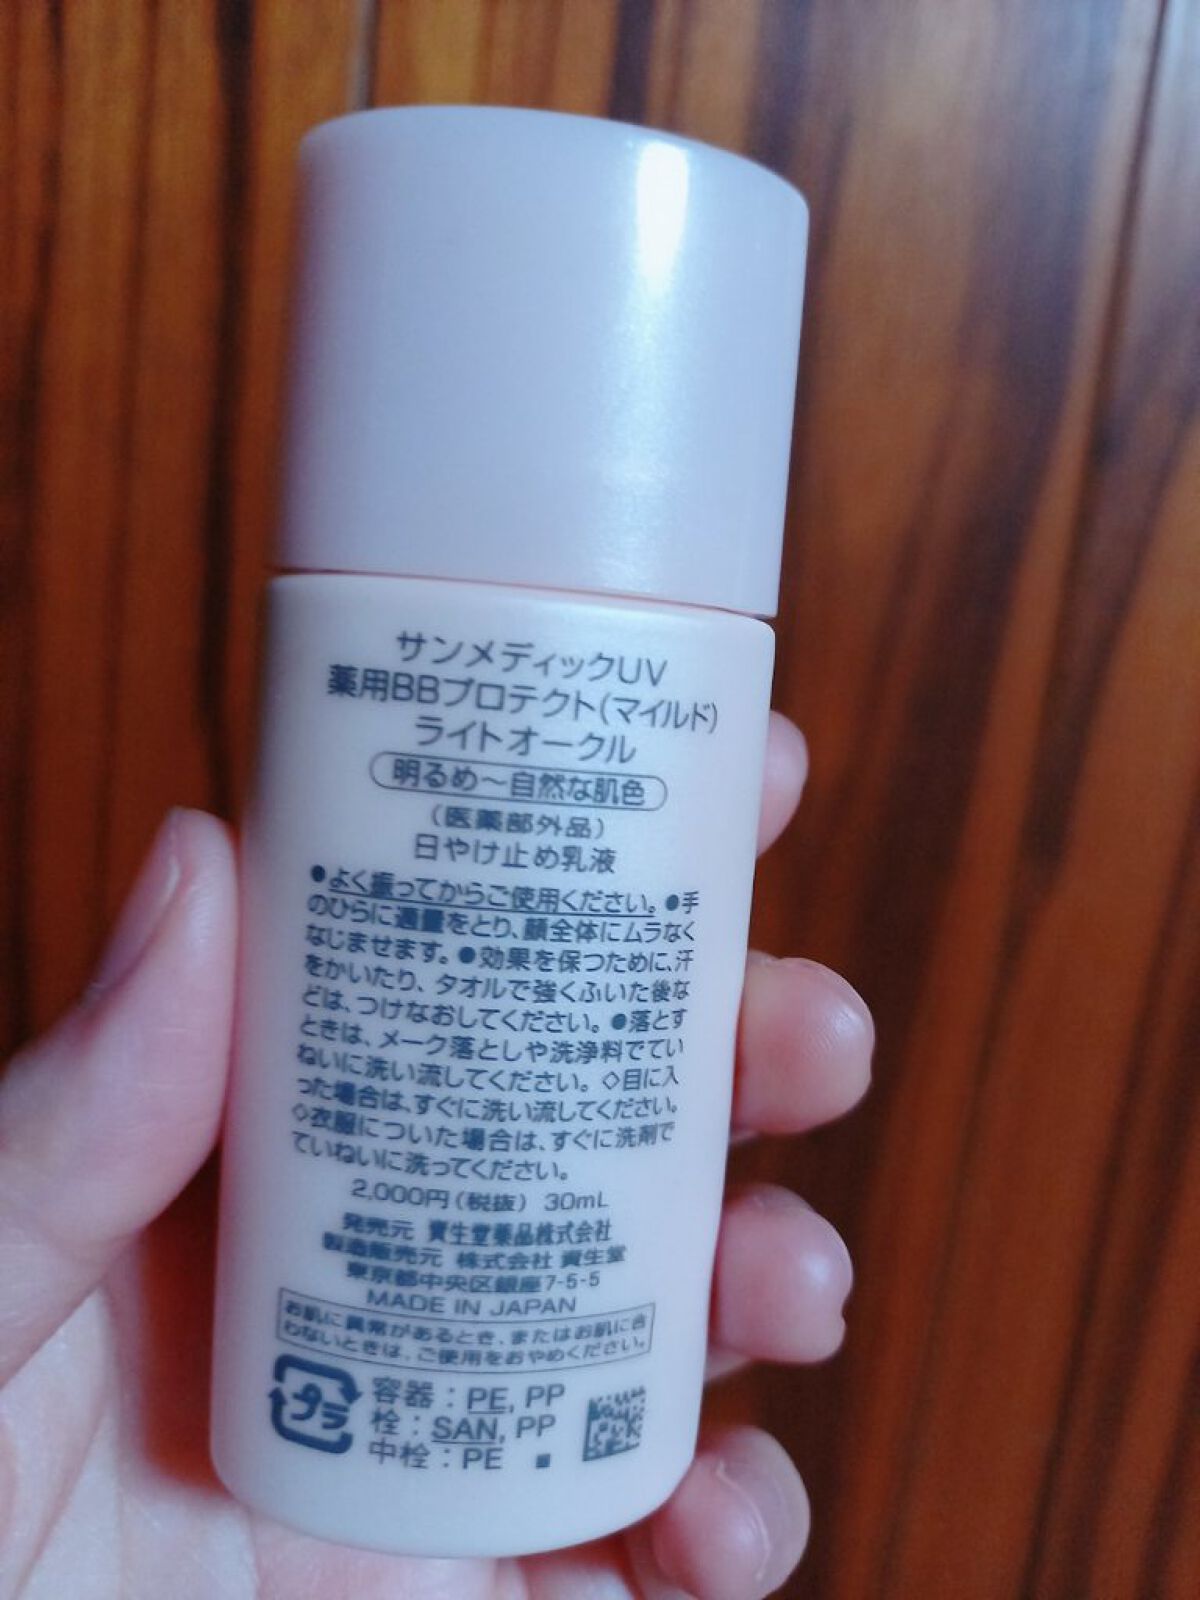 サンメディックUV
薬用BBプロテクト(マイルド)
ライトオークル
明るめ〜自然な肌色
(医薬部外品)
日やけ止め乳液
●よく振ってからご使用ください。●手
のひらに適量をとり、顔全体にムラなく
なじませます。●効果を保つために、汗
をかいたり、タオルで強くふいた後な
どは、つけなおしてください。●落とす
ときは、メーク落としや洗浄料でてい
ねいに洗い流してください。◇目に入
った場合は、すぐに洗い流してください。
◇衣服についた場合は、すぐに洗剤で
ていねいに洗ってください。
2,000円(税抜) 30mL
発売元 資生堂薬品株式会社
製造販売元 株式会社 資生堂
東京都中央区銀座7-5-5
MADE IN JAPAN
お肌に異常があるとき、またはお肌に合
わないときは、ご使用をおやめください。
プラ
容器:PE, PP
栓:SAN, PP
中栓:PE